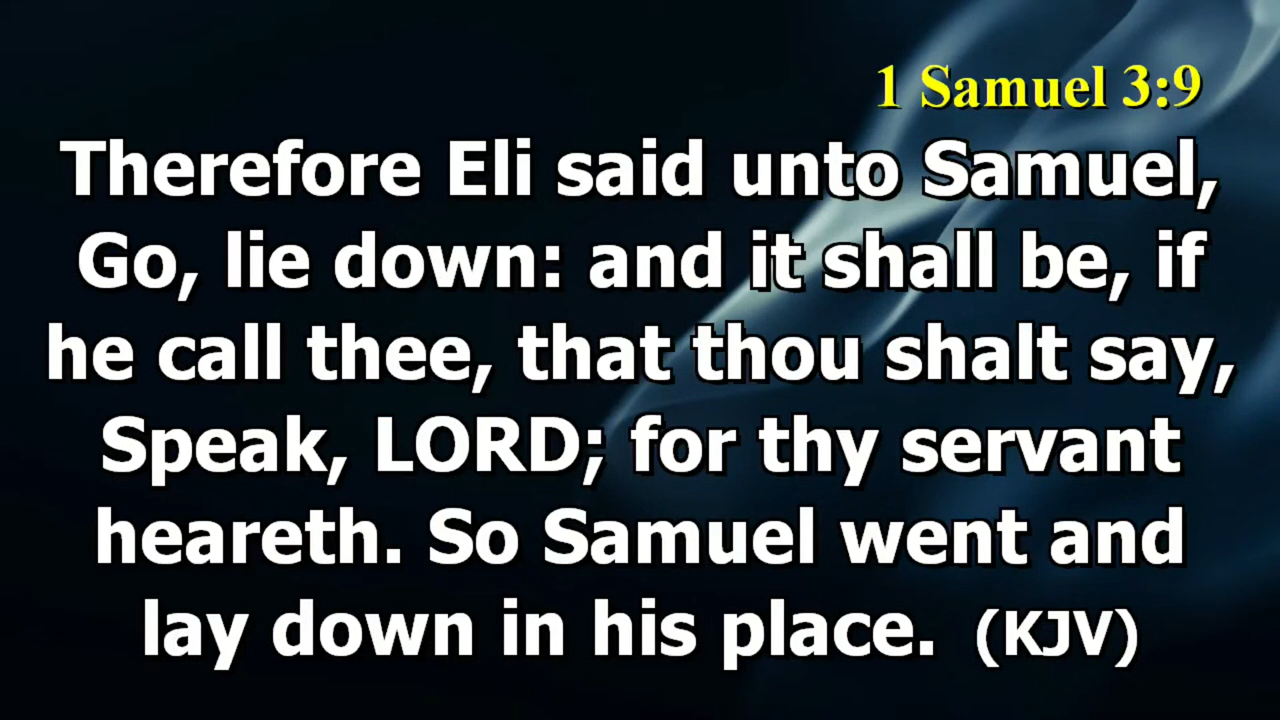 1 Samuel 3:9
Therefore Eli said unto Samuel,
Go, lie down: and it shall be, if
he call thee, that thou shalt say,
Speak, LORD; for thy servant
heareth. So Samuel went and
lay down in his place. (KJV)